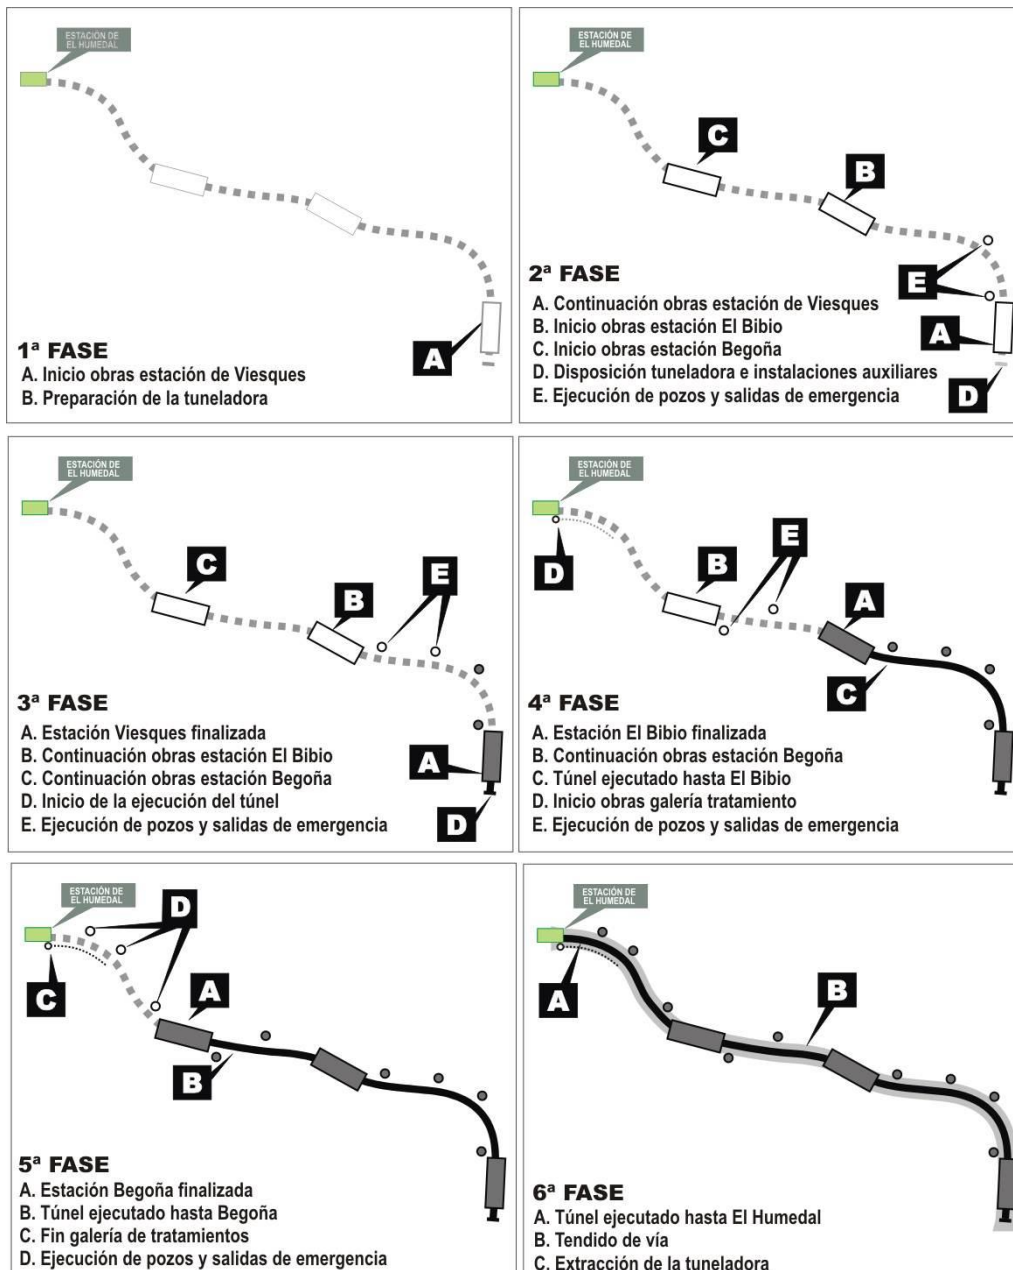 ESTACIÓN DE
EL HUMEDAL
A
1ª FASE
A. Inicio obras estación de Viesques
B. Preparación de la tuneladora
ESTACIÓN DE
EL HUMEDAL
C
B
E
A
D
2ª FASE
A. Continuación obras estación de Viesques
B. Inicio obras estación El Bibio
C. Inicio obras estación Begoña
D. Disposición tuneladora e instalaciones auxiliares
E. Ejecución de pozos y salidas de emergencia
ESTACIÓN DE
EL HUMEDAL
C
B
E
A
D
3ª FASE
A. Estación Viesques finalizada
B. Continuación obras estación El Bibio
C. Continuación obras estación Begoña
D. Inicio de la ejecución del túnel
E. Ejecución de pozos y salidas de emergencia
ESTACIÓN DE
EL HUMEDAL
D
B
E
A
C
4ª FASE
A. Estación El Bibio finalizada
B. Continuación obras estación Begoña
C. Túnel ejecutado hasta El Bibio
D. Inicio obras galería tratamiento
E. Ejecución de pozos y salidas de emergencia
ESTACIÓN DE
EL HUMEDAL
D
C
A
B
5ª FASE
A. Estación Begoña finalizada
B. Túnel ejecutado hasta Begoña
C. Fin galería de tratamientos
D. Ejecución de pozos y salidas de emergencia
ESTACIÓN DE
EL HUMEDAL
A
B
6ª FASE
A. Túnel ejecutado hasta El Humedal
B. Tendido de vía
C. Extracción de la tuneladora